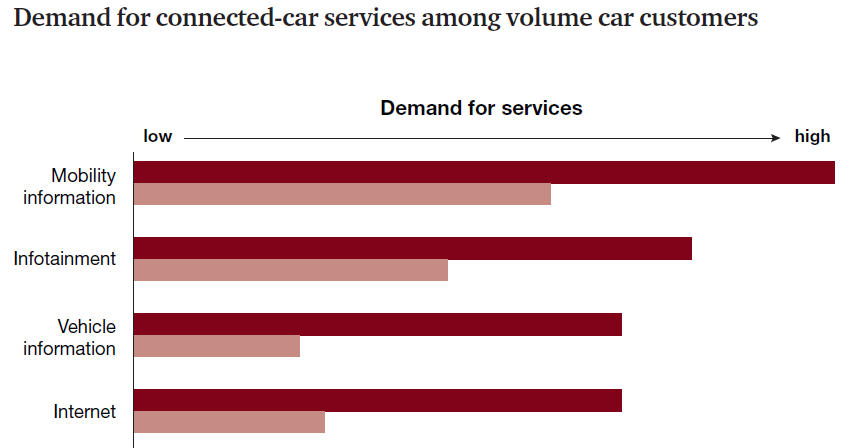 Demand for connected-car services among volume car customers
Demand for services
low
high
Mobility
information
Infotainment
Vehicle
information
Internet